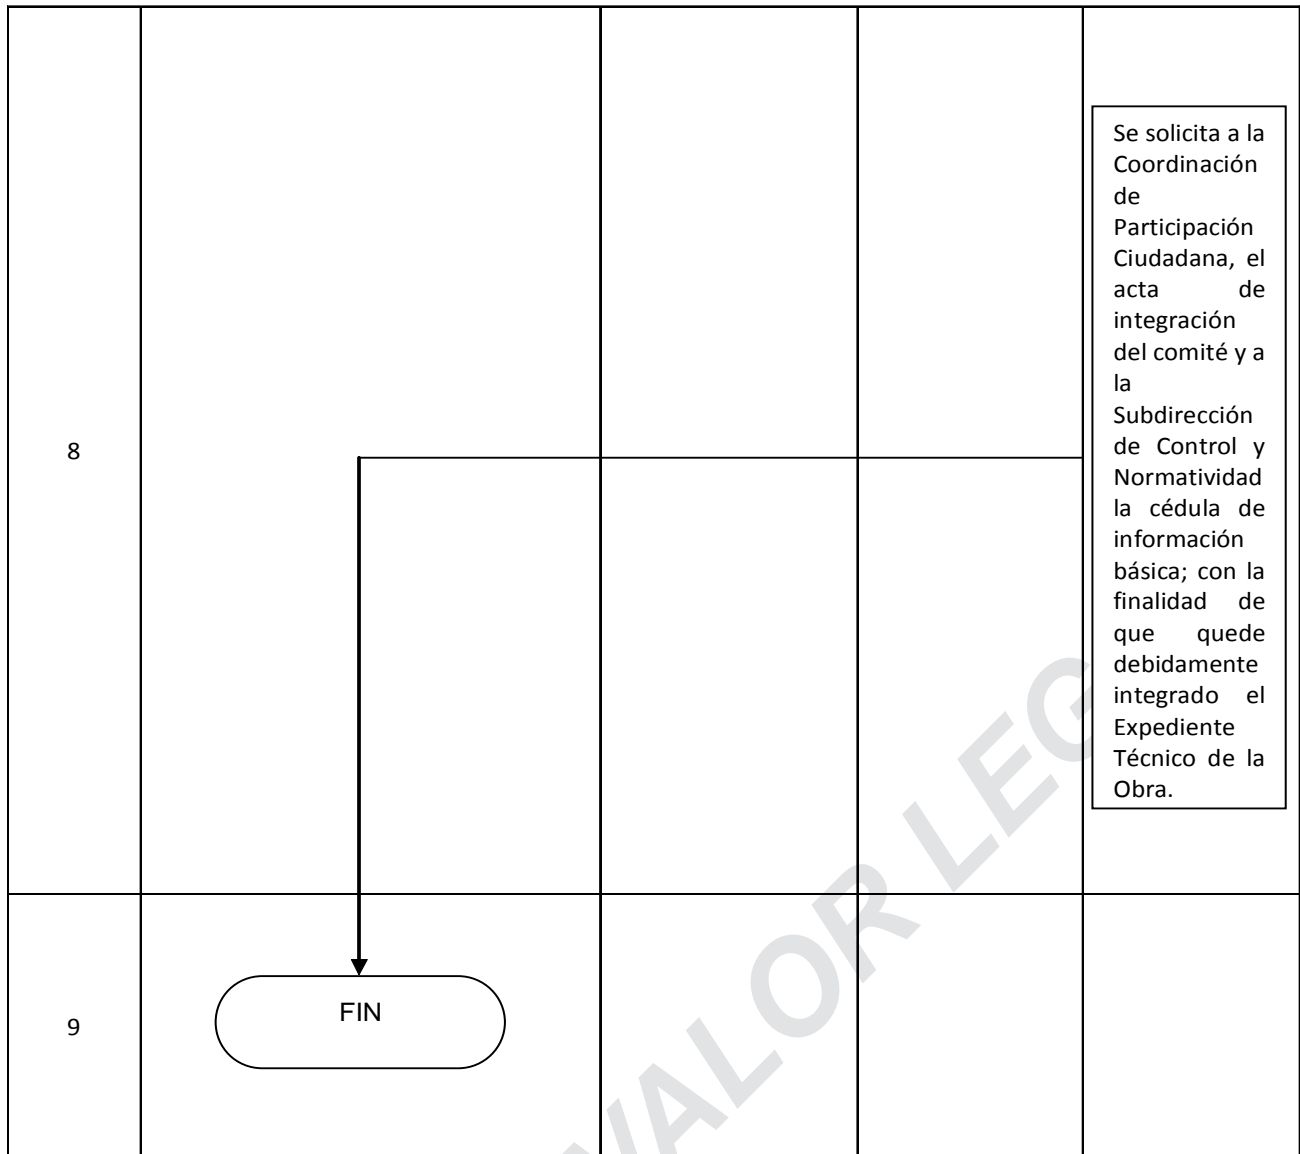 Se solicita a la
Coordinación
de
Participación
Ciudadana, el
acta de
integración
del comité y a
la
Subdirección
de Control y
Normatividad
la cédula de
información
básica; con la
finalidad de
que quede
debidamente
integrado el
Expediente
Técnico de la
Obra.
8
FIN
9
VALOR LEG